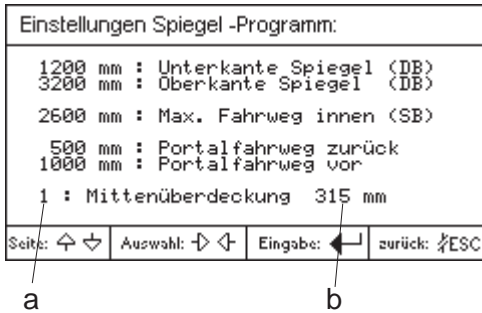 Einstellungen Spiegel -Programm:
1200 mm : Unterkante Spiegel (DB)
3200 mm : Oberkante Spiegel (DB)
2600 mm : Max. Fahrweg innen (SB)
500 mm : Portalfahrweg zurück
1000 mm : Portalfahrweg vor
1 : Mittenüberdeckung 315 mm
Seite: Auswahl: Eingabe: zurück: ESC
a b